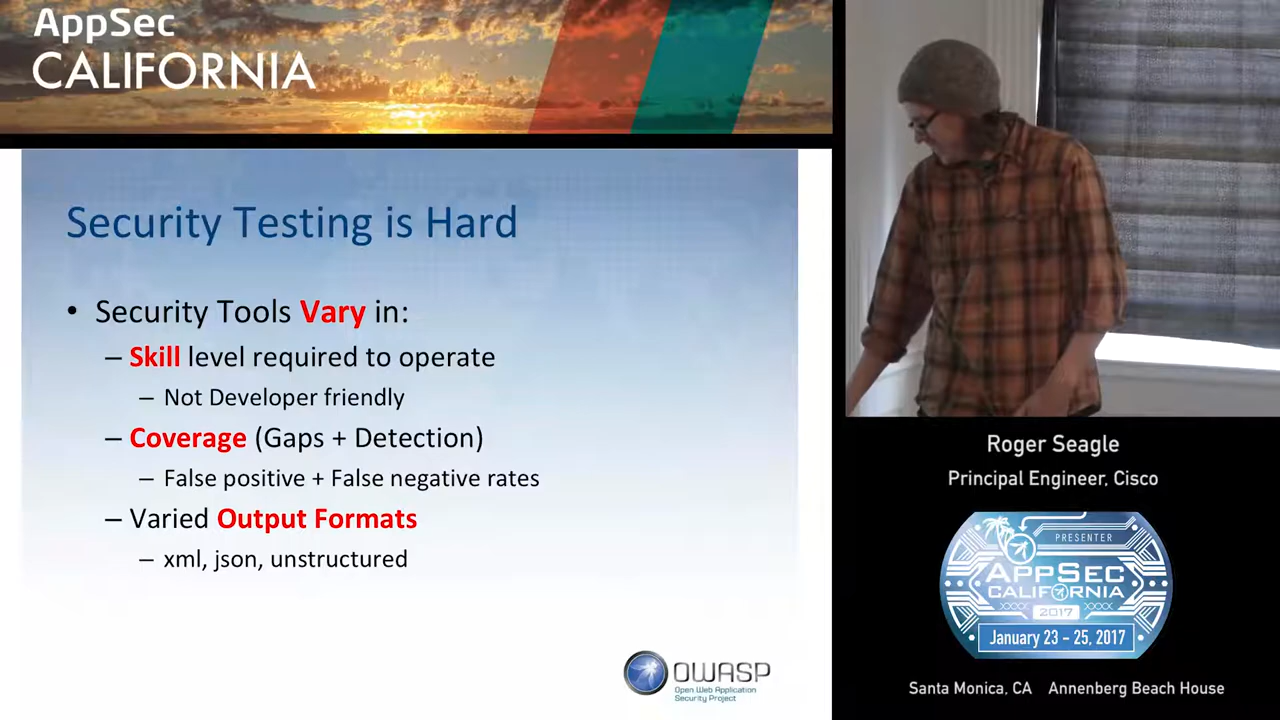 AppSec
CALIFORNIA
Security Testing is Hard
• Security Tools Vary in:
– Skill level required to operate
– Not Developer friendly
– Coverage (Gaps + Detection)
– False positive + False negative rates
– Varied Output Formats
– xml, json, unstructured
OWASP
Open Web Application
Security Project
Roger Seagle
Principal Engineer, Cisco
PRESENTER
APPSEC
CALIFORNIA
2017
January 23 - 25, 2017
Santa Monica, CA Annenberg Beach House